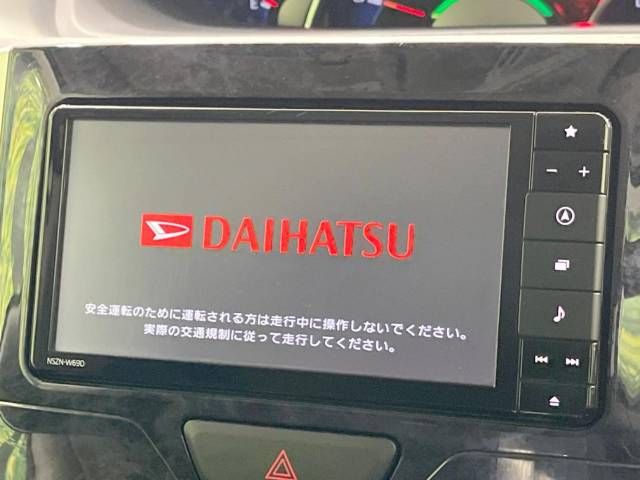 E
DAIHATSU
安全運転のために運転される方は走行中に操作しないでください。
実際の交通規制に従って走行してください。
NSZN-W69D